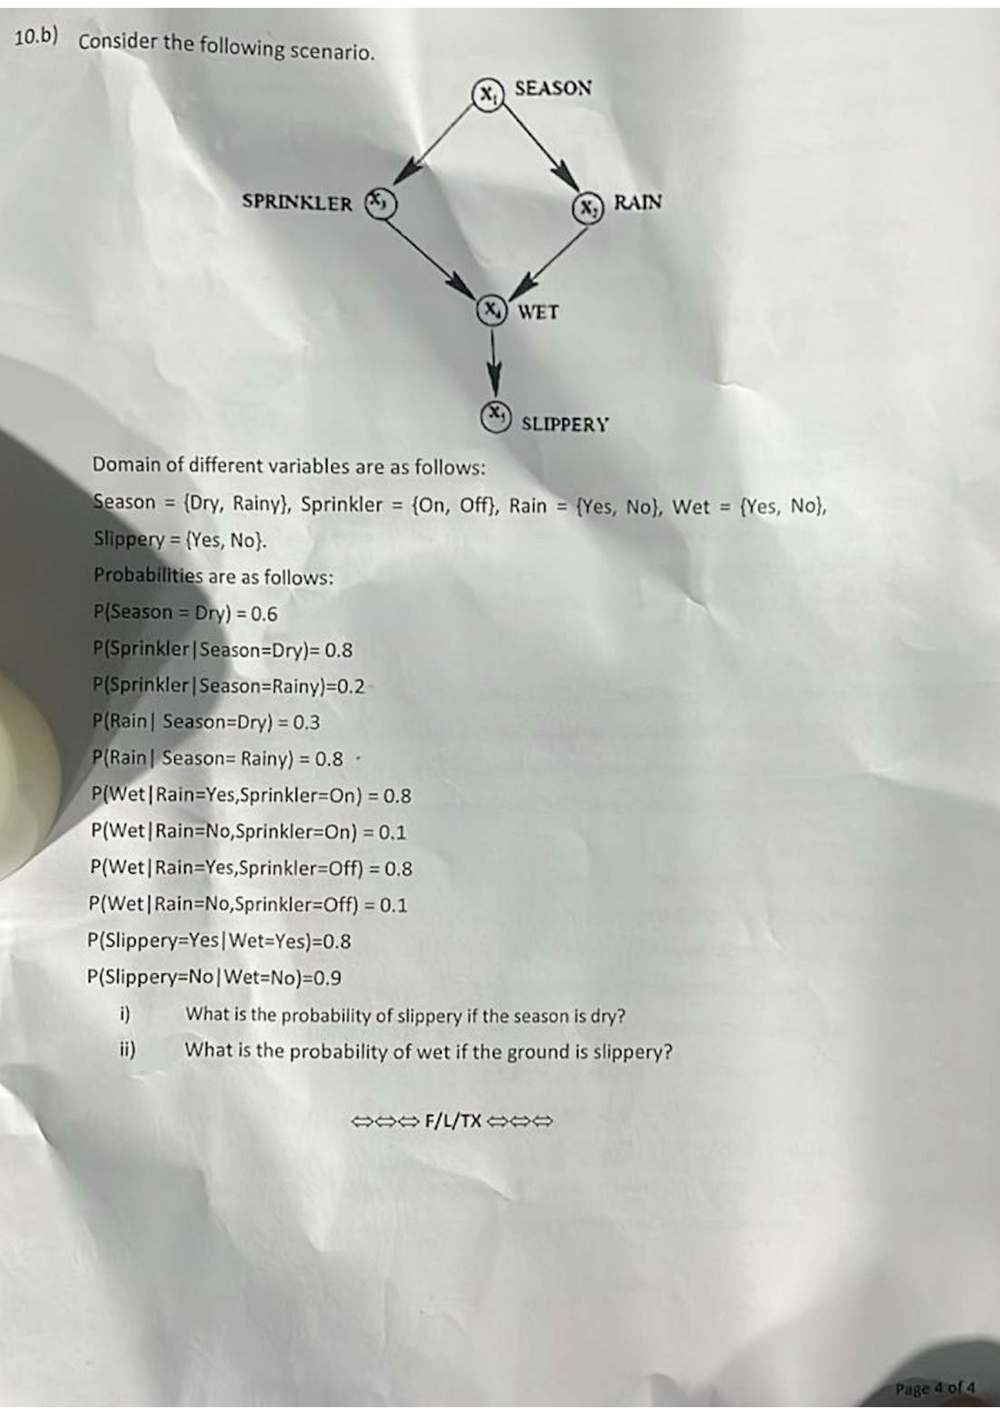 10.b) Consider the following scenario.
X₁ SEASON
SPRINKLER X₃ X₂ RAIN
X₄ WET
SLIPPERY
Domain of different variables are as follows:
Season = {Dry, Rainy}, Sprinkler = {On, Off}, Rain = {Yes, No}, Wet = {Yes, No},
Slippery = {Yes, No}.
Probabilities are as follows:
P(Season = Dry) = 0.6
P(Sprinkler|Season=Dry)= 0.8
P(Sprinkler|Season=Rainy)=0.2
P(Rain| Season=Dry) = 0.3
P(Rain| Season= Rainy) = 0.8
P(Wet|Rain=Yes,Sprinkler=On) = 0.8
P(Wet|Rain=No,Sprinkler=On) = 0.1
P(Wet|Rain=Yes,Sprinkler=Off) = 0.8
P(Wet|Rain=No,Sprinkler=Off) = 0.1
P(Slippery=Yes|Wet=Yes)=0.8
P(Slippery=No|Wet=No)=0.9
i) What is the probability of slippery if the season is dry?
ii) What is the probability of wet if the ground is slippery?
⇔⇔⇔ F/L/TX ⇔⇔⇔
Page 4 of 4